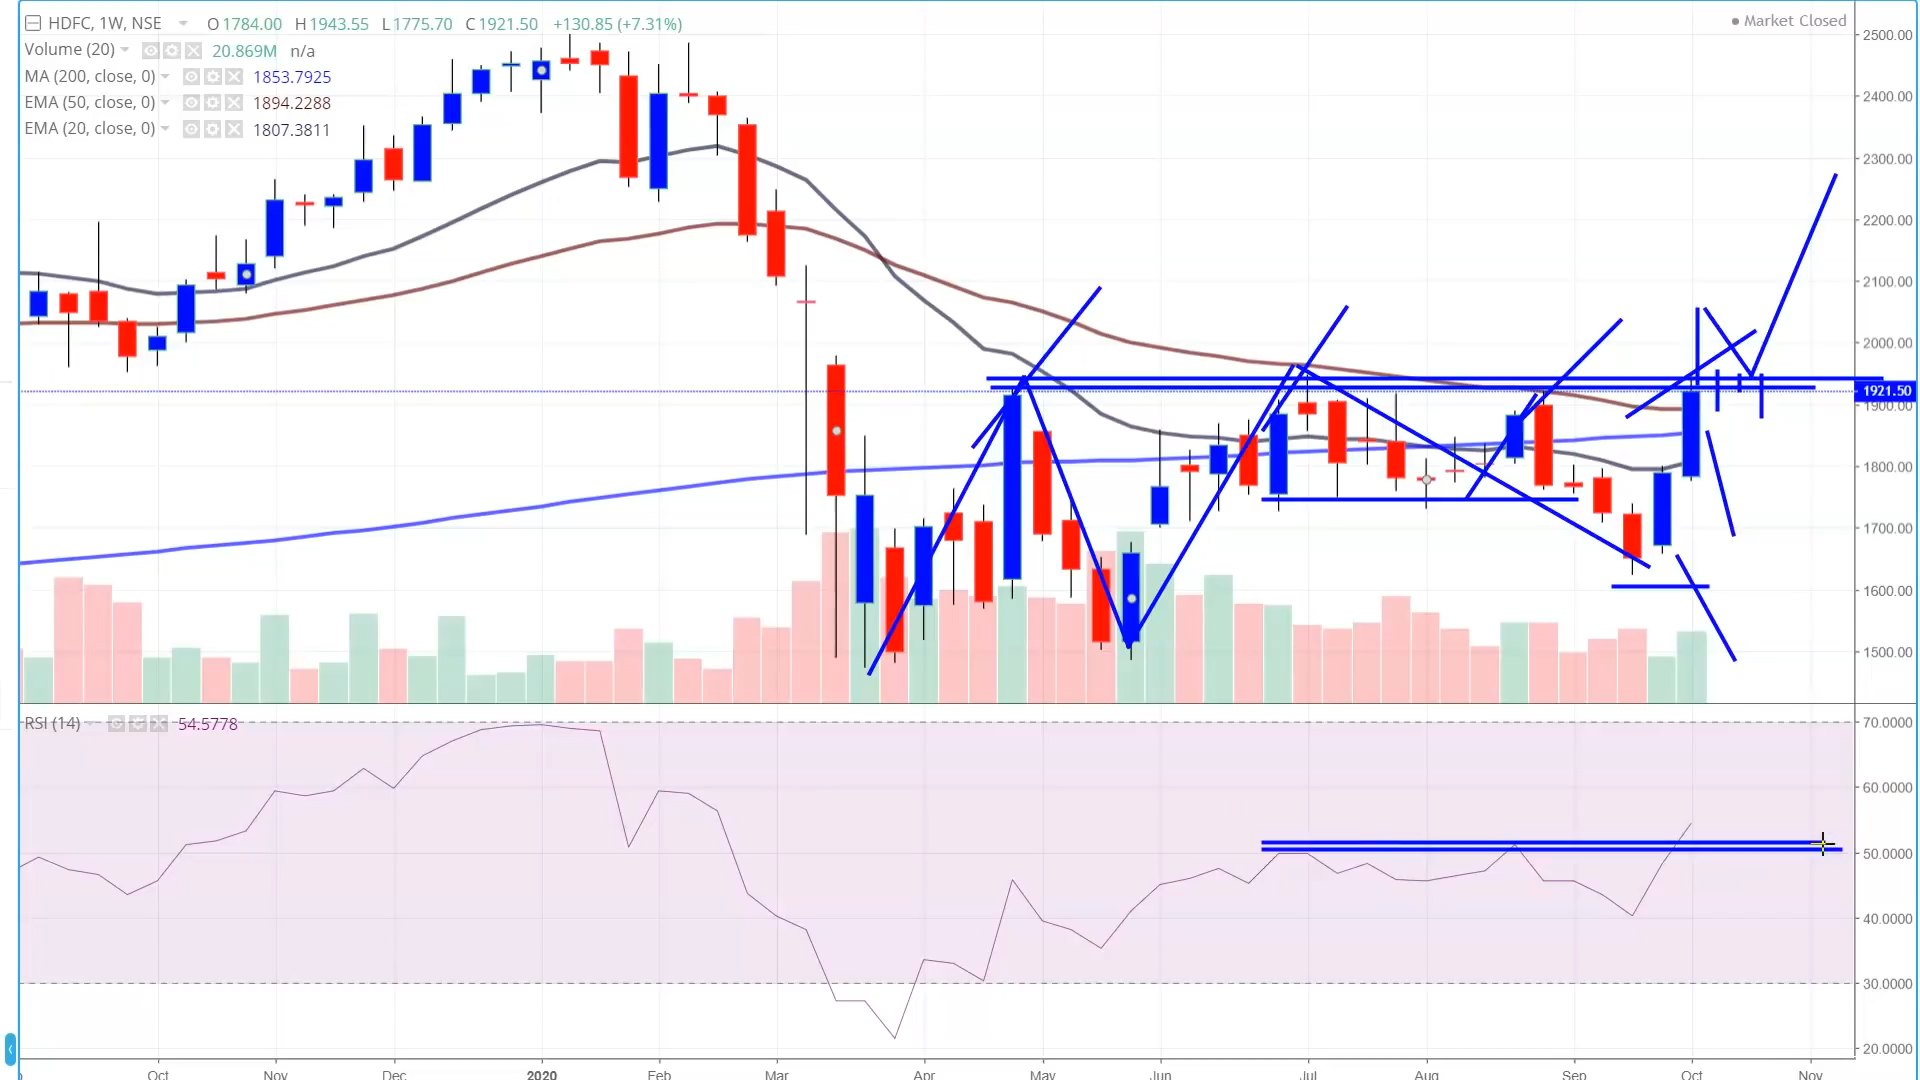 HDFC, 1W, NSE O 1784.00 H 1943.55 L 1775.70 C 1921.50 +130.85 (+7.31%)
Market Closed
Volume (20) 20.869M n/a
MA (200, close, 0) 1853.7925
EMA (50, close, 0) 1894.2288
EMA (20, close, 0) 1807.3811
2500.00
2400.00
2300.00
2200.00
2100.00
2000.00
1921.50
1900.00
1800.00
1700.00
1600.00
1500.00
RSI (14) 54.5778
70.0000
60.0000
50.0000
40.0000
30.0000
20.0000
Oct Nov Dec 2020 Feb Mar Apr May Jun Jul Aug Sep Oct Nov